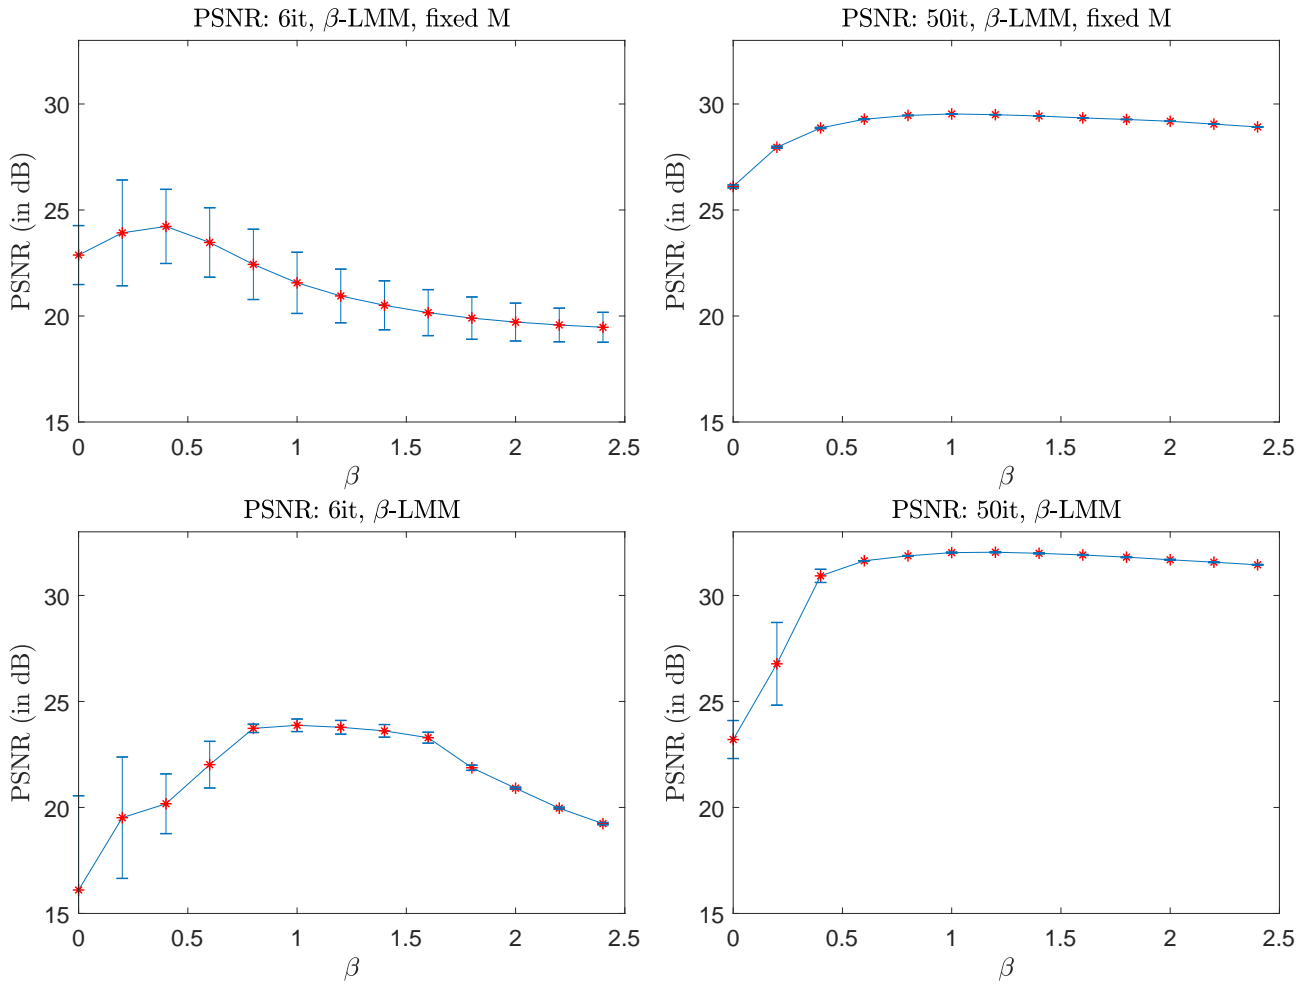 PSNR: 6it, β-LMM, fixed M
PSNR (in dB)
30
25
20
15
0 0.5 1 1.5 2 2.5
β
PSNR: 50it, β-LMM, fixed M
PSNR (in dB)
30
25
20
15
0 0.5 1 1.5 2 2.5
β
PSNR: 6it, β-LMM
PSNR (in dB)
30
25
20
15
0 0.5 1 1.5 2 2.5
β
PSNR: 50it, β-LMM
PSNR (in dB)
30
25
20
15
0 0.5 1 1.5 2 2.5
β